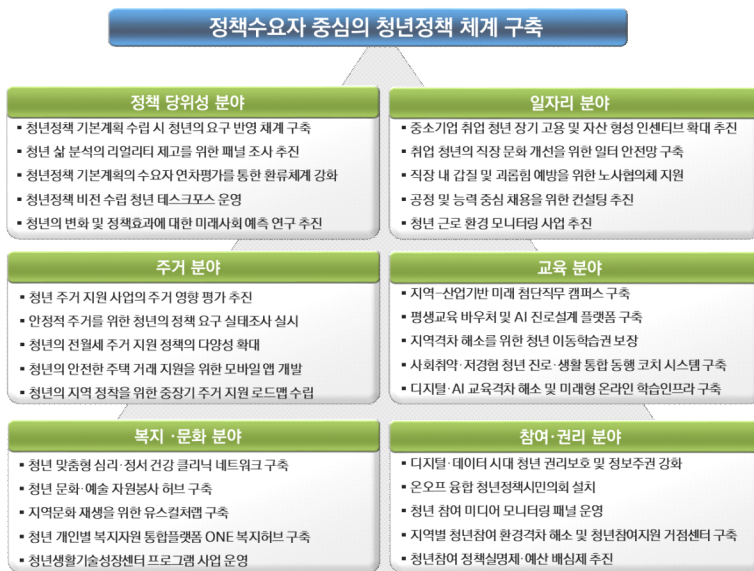 정책수요자 중심의 청년정책 체계 구축
정책 당위성 분야
▪ 청년정책 기본계획 수립 시 청년의 요구 반영 채계 구축
▪ 청년 삶 분석의 리얼리티 제고를 위한 패널 조사 추진
▪ 청년정책 기본계획의 수요자 연차평가를 통한 환류체계 강화
▪ 청년정책 비전 수립 청년 테스크포스 운영
▪ 청년의 변화 및 정책효과에 대한 미래사회 예측 연구 추진
일자리 분야
▪ 중소기업 취업 청년 장기 고용 및 자산 형성 인센티브 확대 추진
▪ 취업 청년의 직장 문화 개선을 위한 일터 안전망 구축
▪ 직장 내 갑질 및 괴롭힘 예방을 위한 노사협의체 지원
▪ 공정 및 능력 중심 채용을 위한 컨설팅 추진
▪ 청년 근로 환경 모니터링 사업 추진
주거 분야
▪ 청년 주거 지원 사업의 주거 영향 평가 추진
▪ 안정적 주거를 위한 청년의 정책 요구 실태조사 실시
▪ 청년의 전월세 주거 지원 정책의 다양성 확대
▪ 청년의 안전한 주택 거래 지원을 위한 모바일 앱 개발
▪ 청년의 지역 정착을 위한 중장기 주거 지원 로드맵 수립
교육 분야
▪ 지역-산업기반 미래 첨단직무 캠퍼스 구축
▪ 평생교육 바우처 및 AI 진로설계 플랫폼 구축
▪ 지역격차 해소를 위한 청년 이동학습권 보장
▪ 사회취약·저경험 청년 진로·생활 통합 동행 코치 시스템 구축
▪ 디지털·AI 교육격차 해소 및 미래형 온라인 학습인프라 구축
복지 ·문화 분야
▪ 청년 맞춤형 심리·정서 건강 클리닉 네트워크 구축
▪ 청년 문화·예술 자원봉사 허브 구축
▪ 지역문화 재생을 위한 유스컬처랩 구축
▪ 청년 개인별 복지자원 통합플랫폼 ONE 복지허브 구축
▪ 청년생활기술성장센터 프로그램 사업 운영
참여·권리 분야
▪ 디지털·데이터 시대 청년 권리보호 및 정보주권 강화
▪ 온오프 융합 청년정책시민의회 설치
▪ 청년 참여 미디어 모니터링 패널 운영
▪ 지역별 청년참여 환경격차 해소 및 청년참여지원 거점센터 구축
▪ 청년참여 정책실명제·예산 배심제 추진